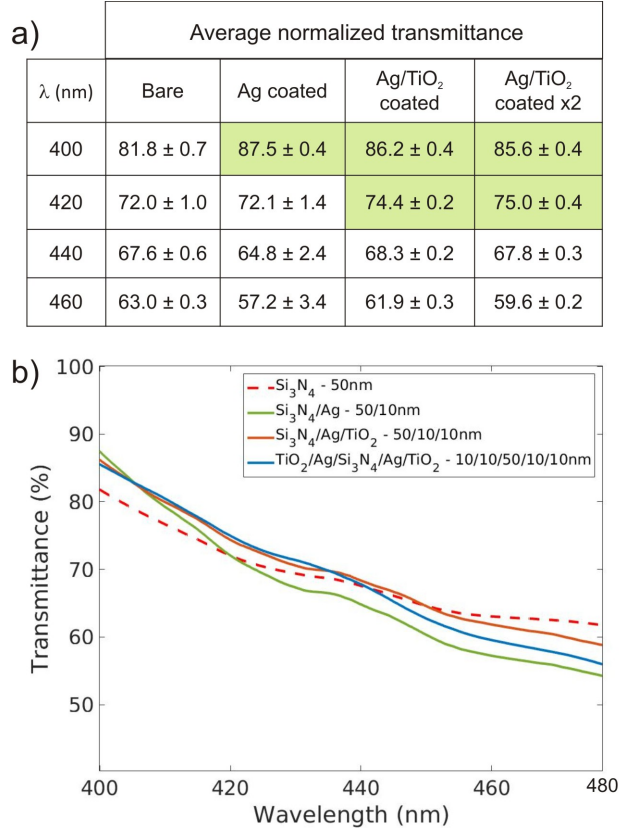 a)
Average normalized transmittance
λ (nm) Bare Ag coated Ag/TiO₂ coated Ag/TiO₂ coated x2
400 81.8 ± 0.7 87.5 ± 0.4 86.2 ± 0.4 85.6 ± 0.4
420 72.0 ± 1.0 72.1 ± 1.4 74.4 ± 0.2 75.0 ± 0.4
440 67.6 ± 0.6 64.8 ± 2.4 68.3 ± 0.2 67.8 ± 0.3
460 63.0 ± 0.3 57.2 ± 3.4 61.9 ± 0.3 59.6 ± 0.2
b)
Si₃N₄ - 50nm
Si₃N₄/Ag - 50/10nm
Si₃N₄/Ag/TiO₂ - 50/10/10nm
TiO₂/Ag/Si₃N₄/Ag/TiO₂ - 10/10/50/10/10nm
Transmittance (%)
100
90
80
70
60
50
400 420 440 460 480
Wavelength (nm)